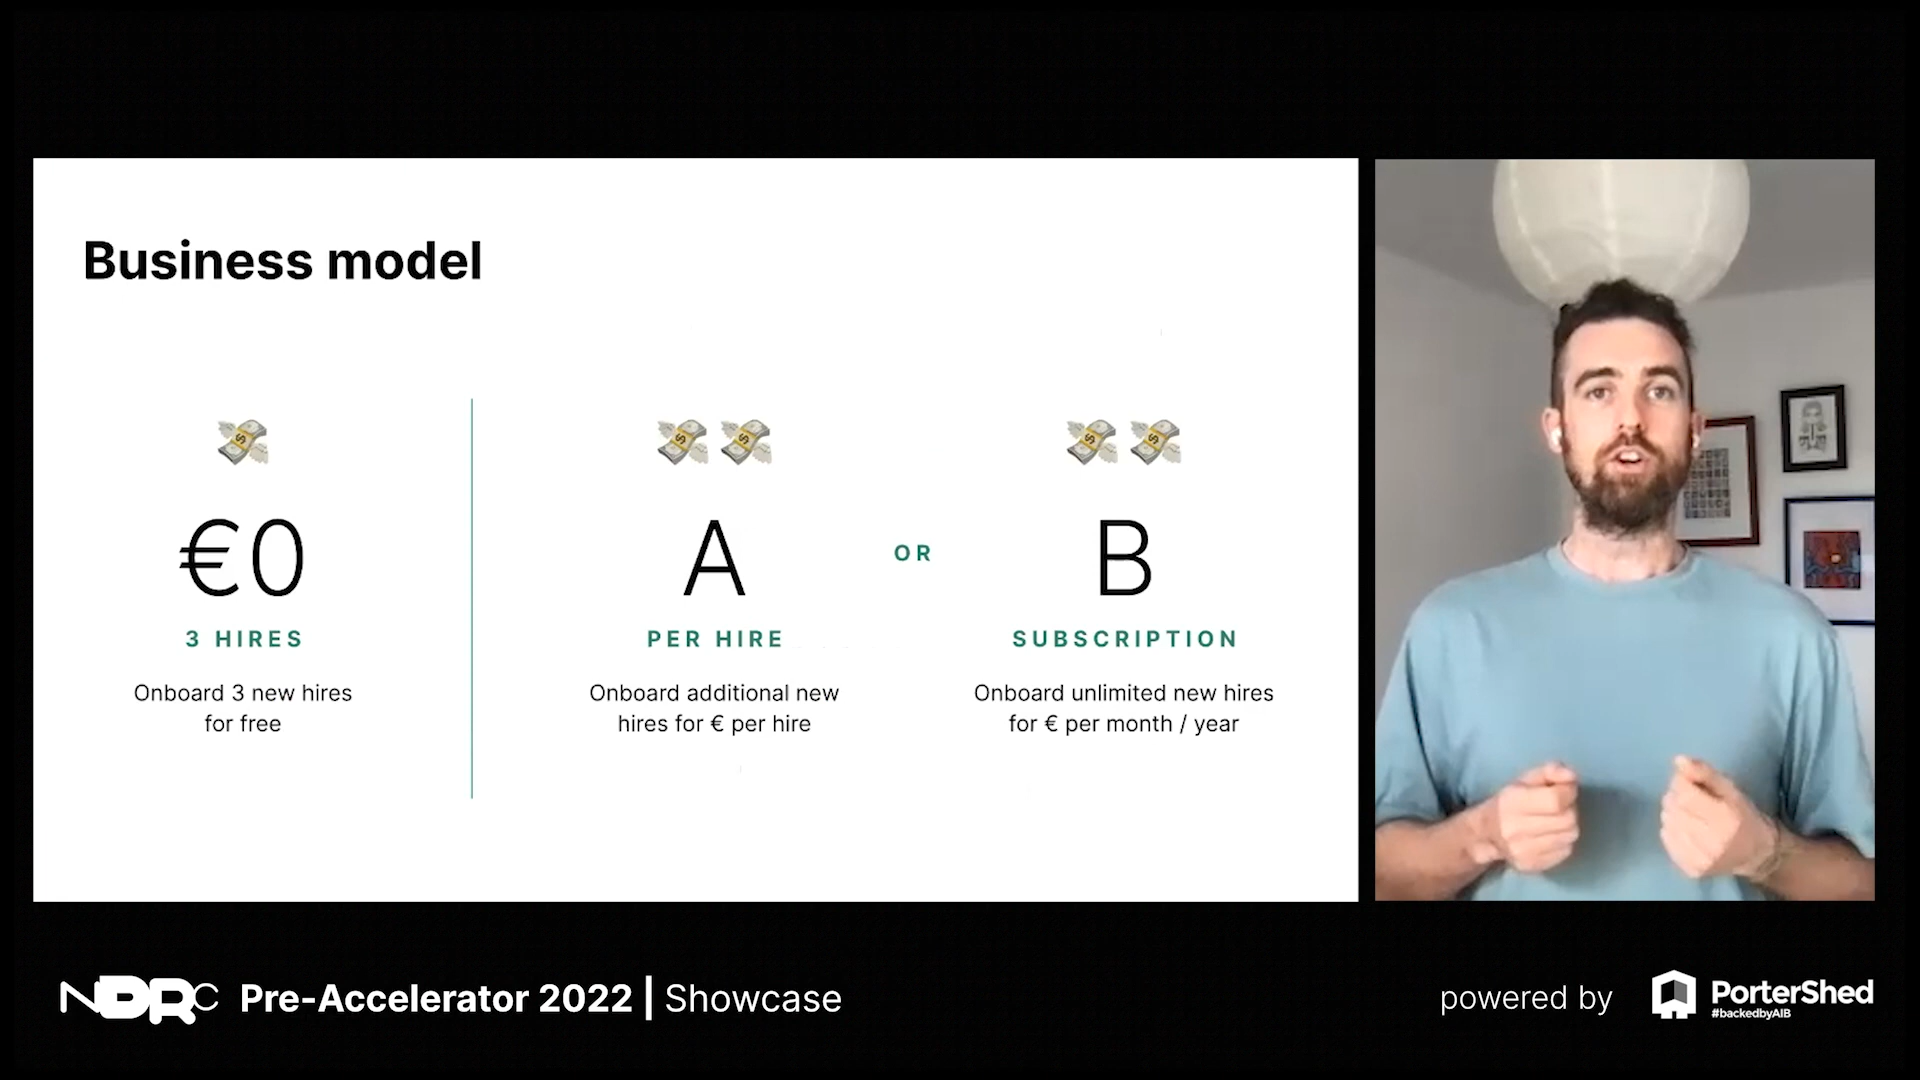 Business model
€0
3 HIRES
Onboard 3 new hires
for free
A
PER HIRE
Onboard additional new
hires for € per hire
OR
B
SUBSCRIPTION
Onboard unlimited new hires
for € per month / year
NDRC Pre-Accelerator 2022 | Showcase
powered by PorterShed
#backedbyAIB